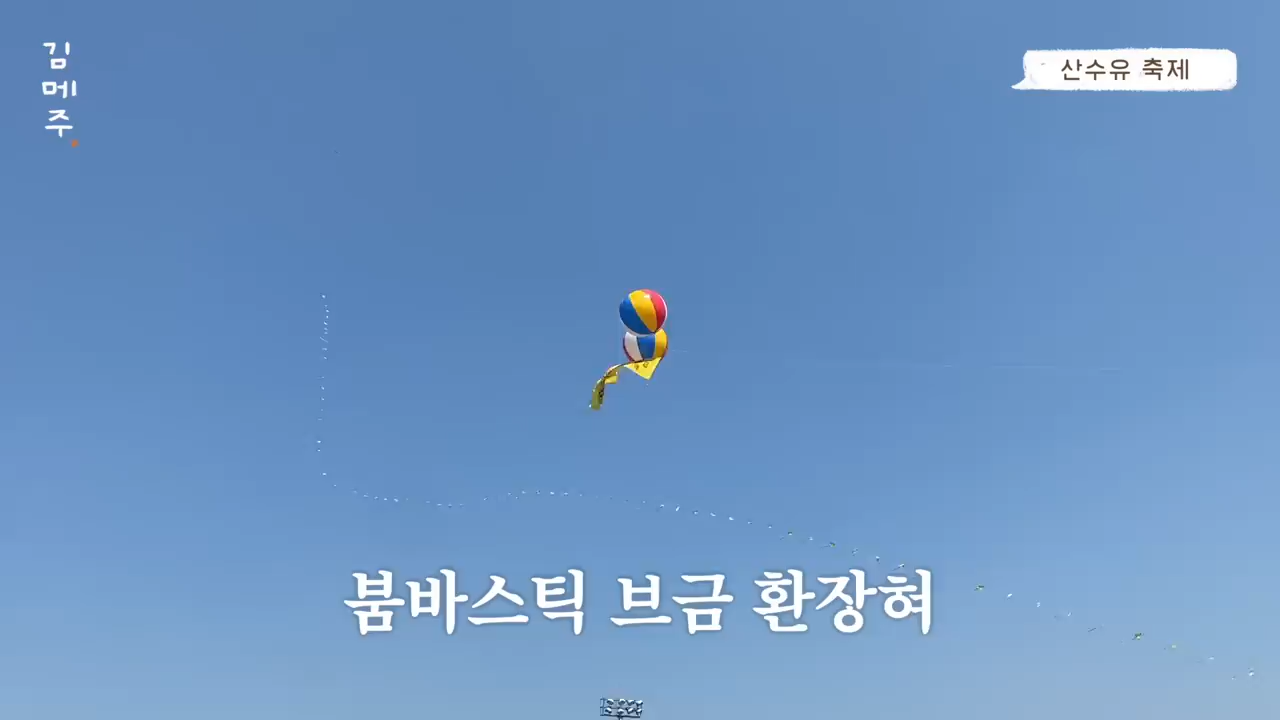 김메주
산수유 축제
붐바스틱 브금 환장혀